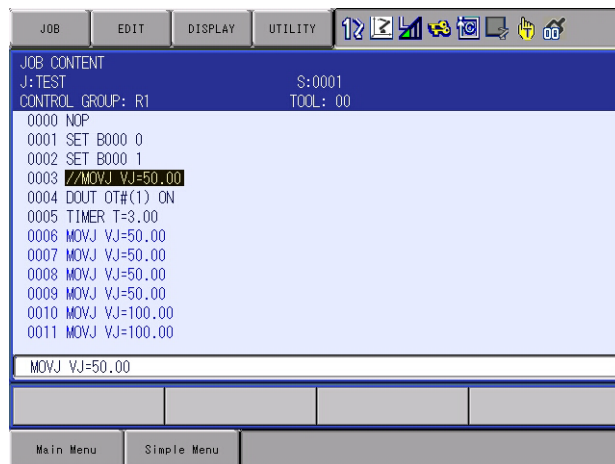 JOB EDIT DISPLAY UTILITY
JOB CONTENT
J:TEST S:0001
CONTROL GROUP: R1 TOOL: 00
0000 NOP
0001 SET B000 0
0002 SET B000 1
0003 //MOVJ VJ=50.00
0004 DOUT OT#(1) ON
0005 TIMER T=3.00
0006 MOVJ VJ=50.00
0007 MOVJ VJ=50.00
0008 MOVJ VJ=50.00
0009 MOVJ VJ=50.00
0010 MOVJ VJ=100.00
0011 MOVJ VJ=100.00
MOVJ VJ=50.00
Main Menu Simple Menu